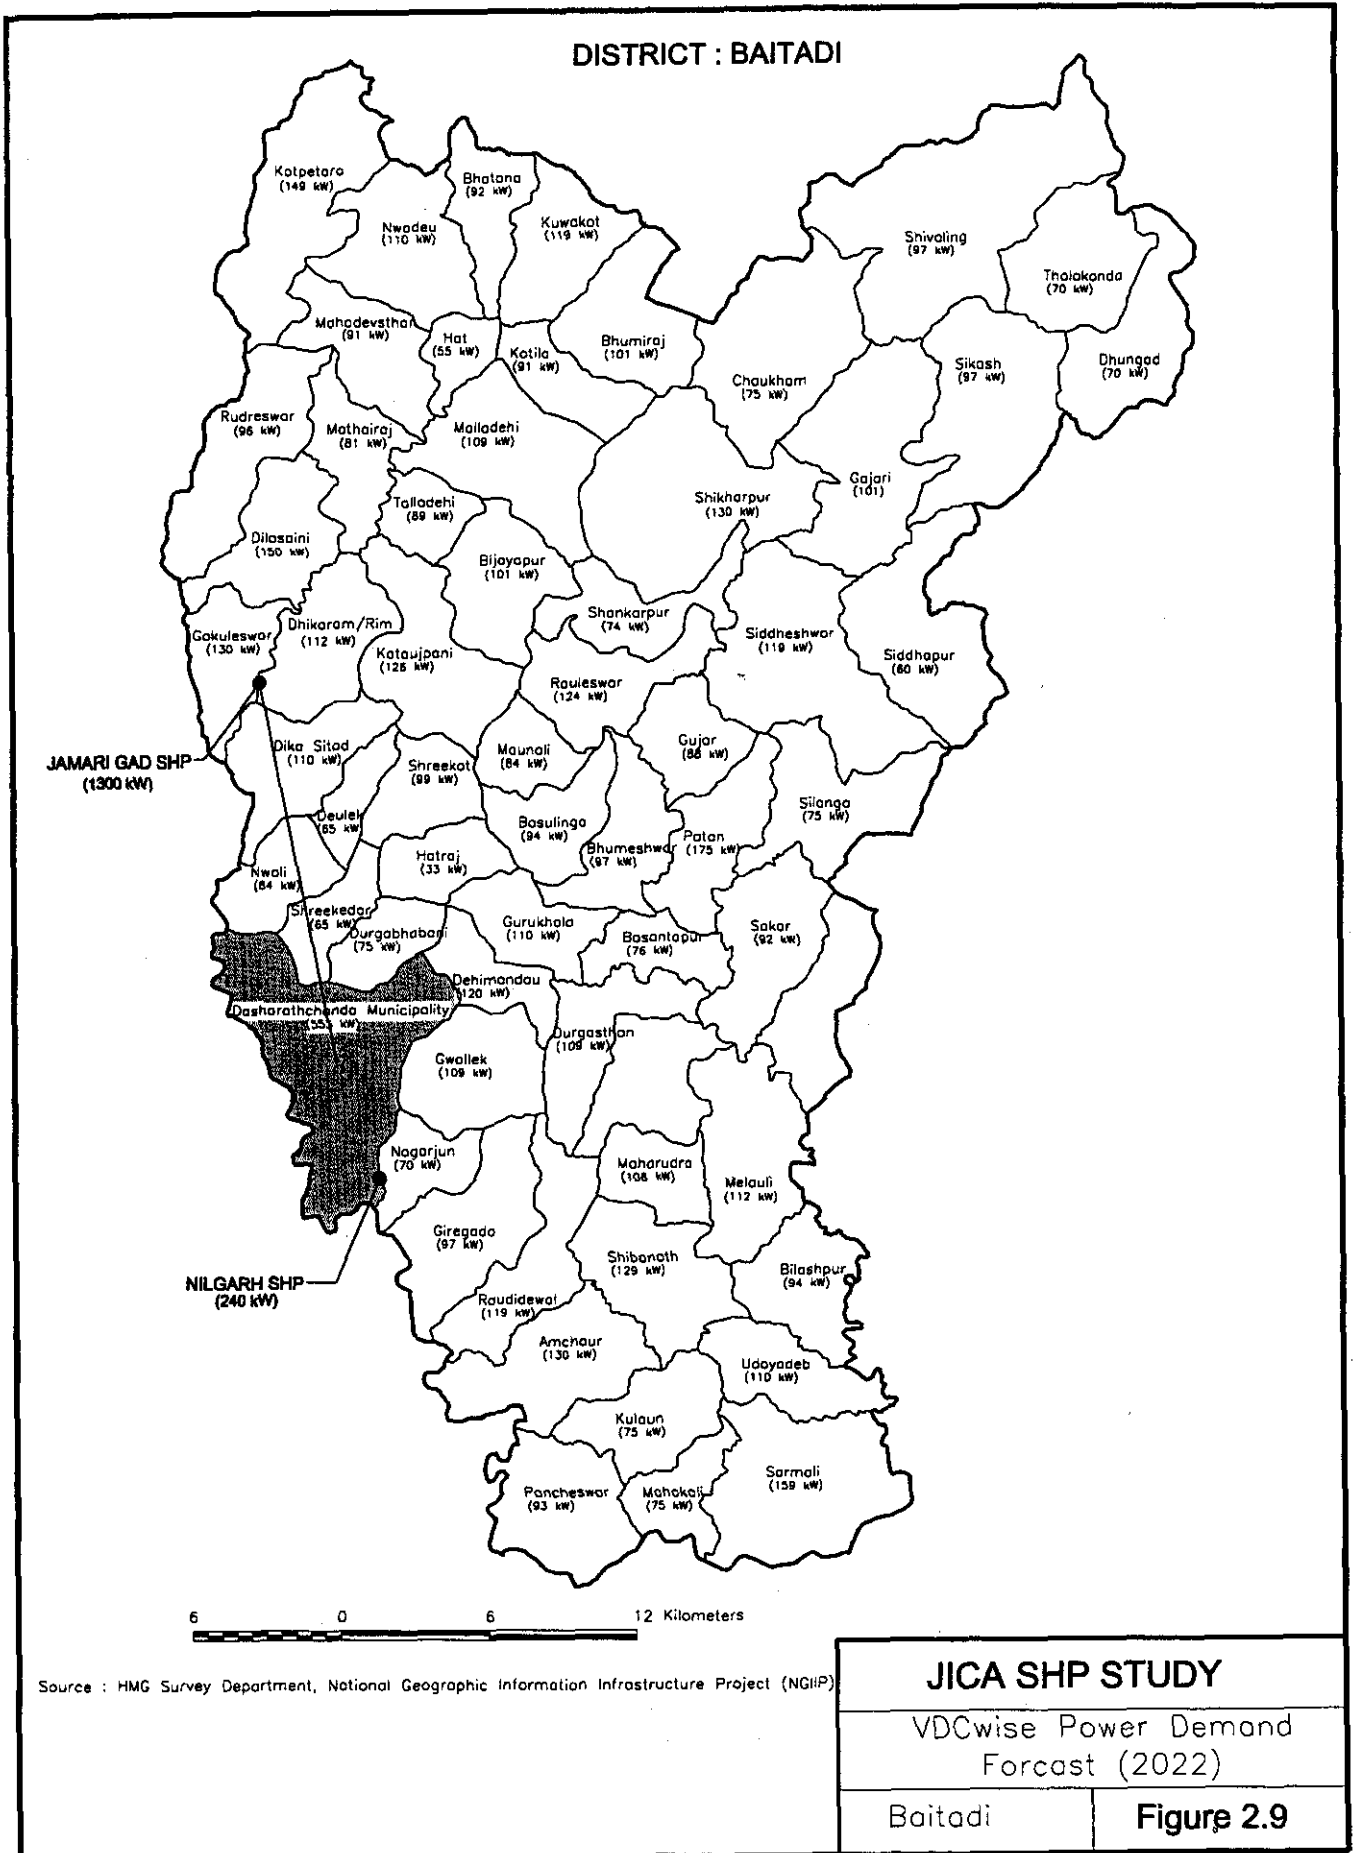 DISTRICT : BAITADI
Kotpetara
(149 kW)
Bhatana
(92 kW)
Nwadeu
(110 kW)
Kuwakot
(119 kW)
Shivaling
(97 kW)
Thalakanda
(70 kW)
Mahadevsthan
(91 kW)
Hat
(55 kW)
Kotila
(91 kW)
Bhumiraj
(101 kW)
Chaukham
(75 kW)
Sikash
(97 kW)
Dhungad
(70 kW)
Rudreswar
(96 kW)
Mathairaj
(81 kW)
Malladehi
(109 kW)
Talladehi
(89 kW)
Shikharpur
(130 kW)
Gajari
(101)
Dilasaini
(150 kW)
Bijayapur
(101 kW)
Gokuleswar
(130 kW)
Dhikaram/Rim
(112 kW)
Kataujpani
(126 kW)
Shankarpur
(74 kW)
Siddheshwor
(119 kW)
Siddhapur
(60 kW)
Rauleswar
(124 kW)
JAMARI GAD SHP
(1300 kW)
Dika Sitad
(110 kW)
Shreekot
(99 kW)
Maunali
(84 kW)
Gujar
(88 kW)
Deulek
(65 kW)
Basulinga
(94 kW)
Bhumeshwar
(97 kW)
Patan
(175 kW)
Silanga
(75 kW)
Nwali
(84 kW)
Hatraj
(33 kW)
Shreekedar
(65 kW)
Durgabhabani
(75 kW)
Gurukhola
(110 kW)
Basantapur
(76 kW)
Sakar
(92 kW)
Dehimandau
(120 kW)
Dasharathchanda Municipality
Durgasthan
(109 kW)
Gwallek
(109 kW)
Nagarjun
(70 kW)
Maharudra
(108 kW)
Melauli
(112 kW)
Giregada
(97 kW)
Shibanath
(129 kW)
Bilashpur
(94 kW)
NILGARH SHP
(240 kW)
Raudidewal
(119 kW)
Amchaur
(130 kW)
Udayadeb
(110 kW)
Kulaun
(75 kW)
Pancheswar
(93 kW)
Mahakali
(75 kW)
Sarmali
(159 kW)
6 0 6 12 Kilometers
Source : HMG Survey Department, National Geographic Information Infrastructure Project (NGIIP)
JICA SHP STUDY
VDCwise Power Demand
Forcast (2022)
Baitadi
Figure 2.9